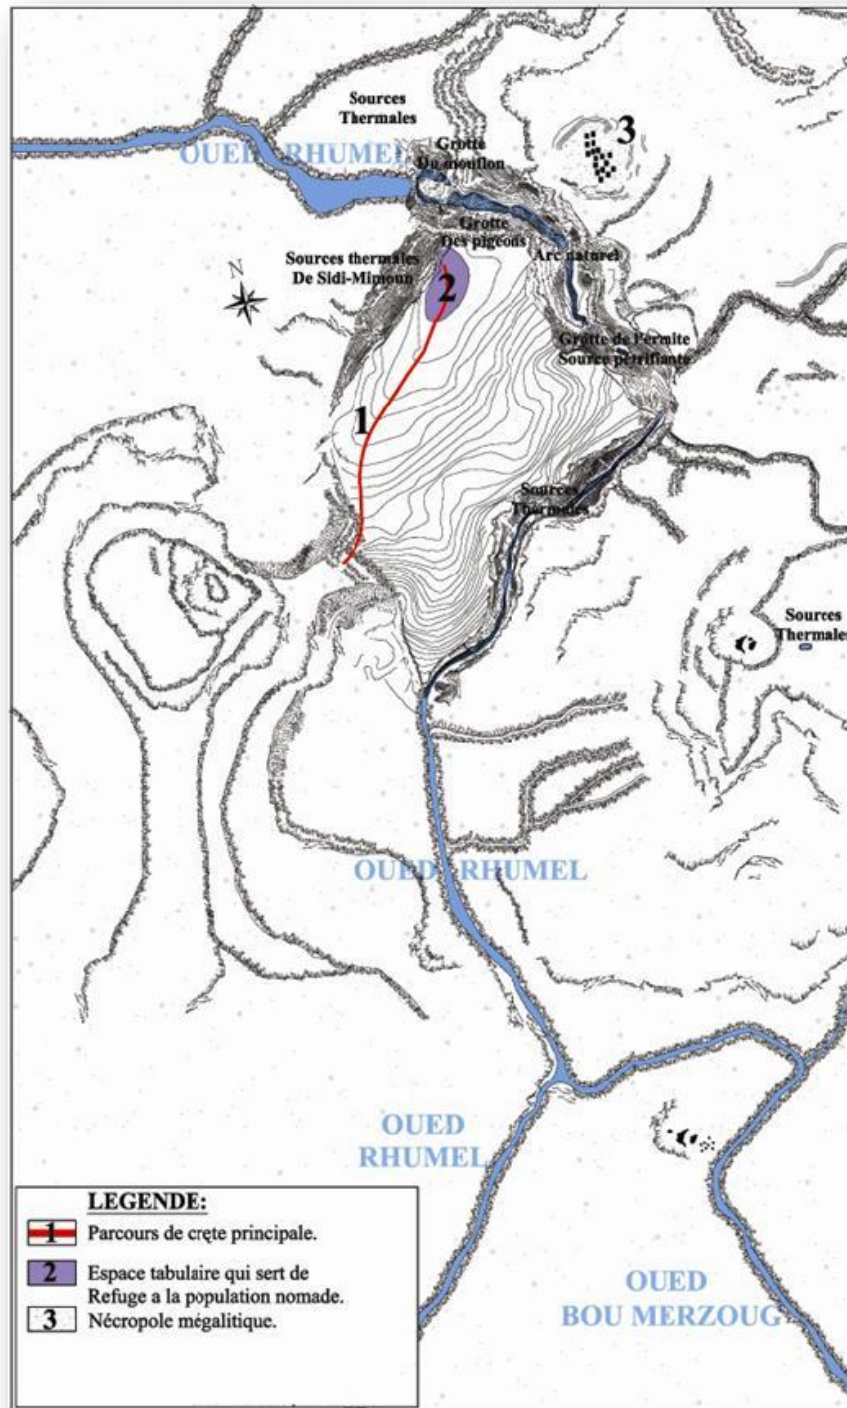 Sources
Thermales
OUED RHUMEL
Grotte
Du mouflon
3
Grotte
Des pigeons
Arc naturel
Sources thermales
De Sidi-Mimoun
N
2
Grotte de l'érmite
Source pétrifiante
1
Sources
Thermales
Sources
Thermales
OUED RHUMEL
OUED
RHUMEL
OUED
BOU MERZOUG
LEGENDE:
1 Parcours de crête principale.
2 Espace tabulaire qui sert de
Refuge a la population nomade.
3 Nécropole mégalitique.